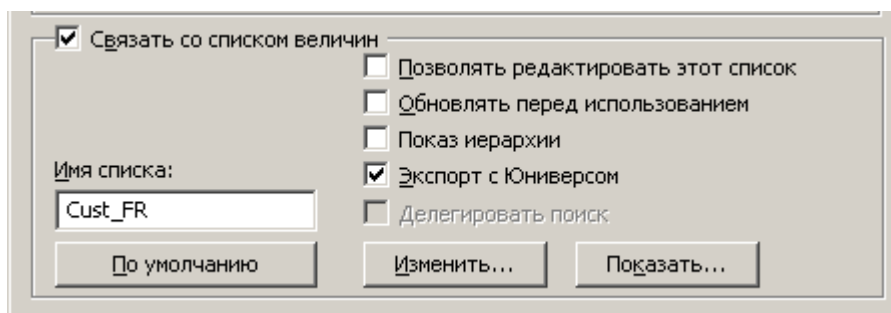 Связать со списком величин
Позволять редактировать этот список
Обновлять перед использованием
Показ иерархии
Имя списка:
Экспорт с Юниверсом
Cust_FR
Делегировать поиск
По умолчанию
Изменить...
Показать...